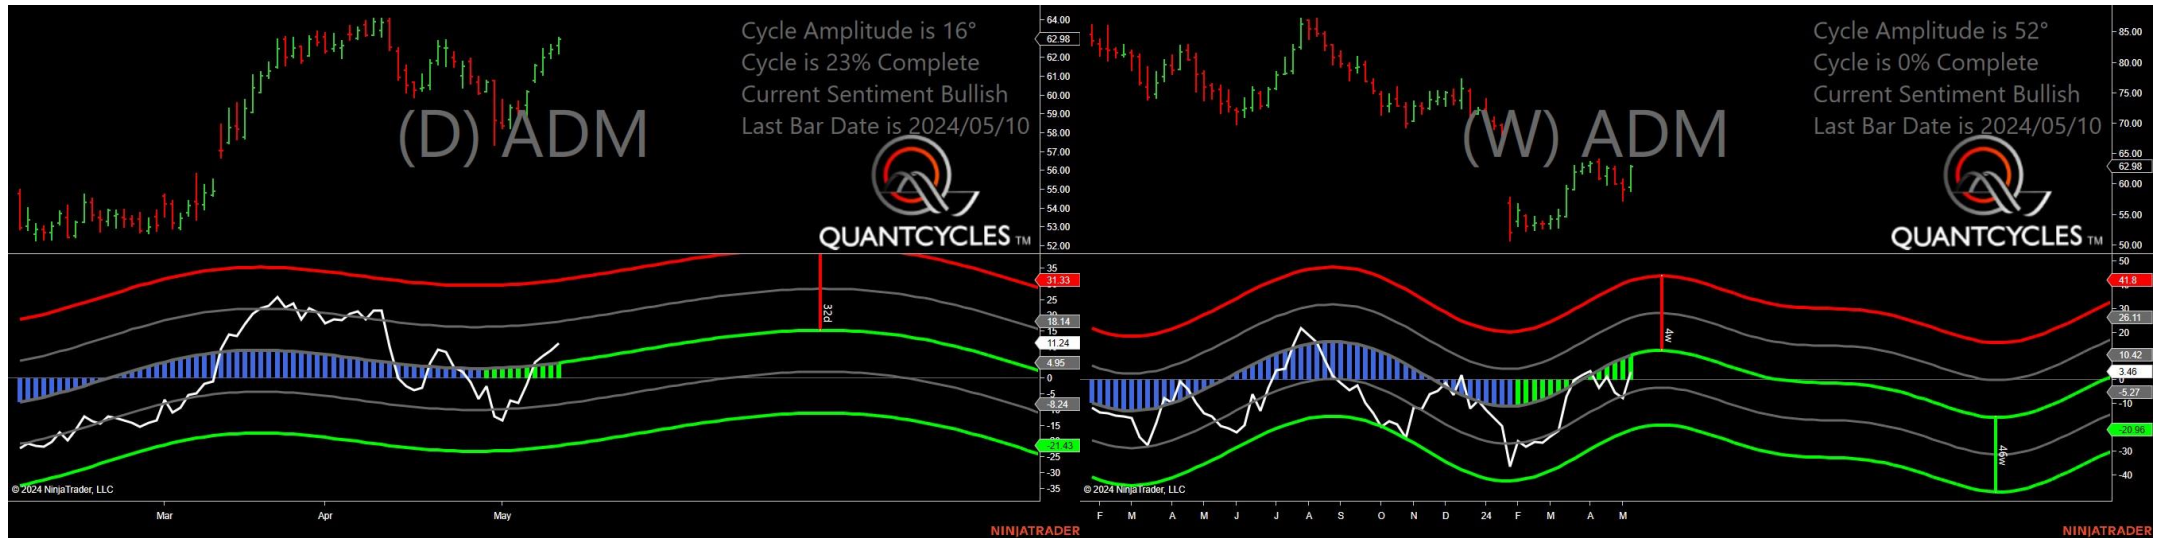 Cycle Amplitude is 16°
Cycle is 23% Complete
Current Sentiment Bullish
Last Bar Date is 2024/05/10
(D) ADM
QUANTCYCLES TM
64.00
62.98
62.00
61.00
60.00
59.00
58.00
57.00
56.00
55.00
54.00
53.00
52.00
32d
35
31.33
25
18.14
15
11.24
4.95
0
-5
-8.24
-15
-21.43
-25
-30
-35
© 2024 NinjaTrader, LLC
Mar Apr May
NINJATRADER
Cycle Amplitude is 52°
Cycle is 0% Complete
Current Sentiment Bullish
Last Bar Date is 2024/05/10
(W) ADM
QUANTCYCLES TM
85.00
80.00
75.00
70.00
65.00
62.98
60.00
55.00
50.00
4w
46w
50
41.8
30
26.11
20
10.42
3.46
0
-5.27
-10
-20.96
-30
-40
© 2024 NinjaTrader, LLC
F M A M J J A S O N D 24 F M A M
NINJATRADER